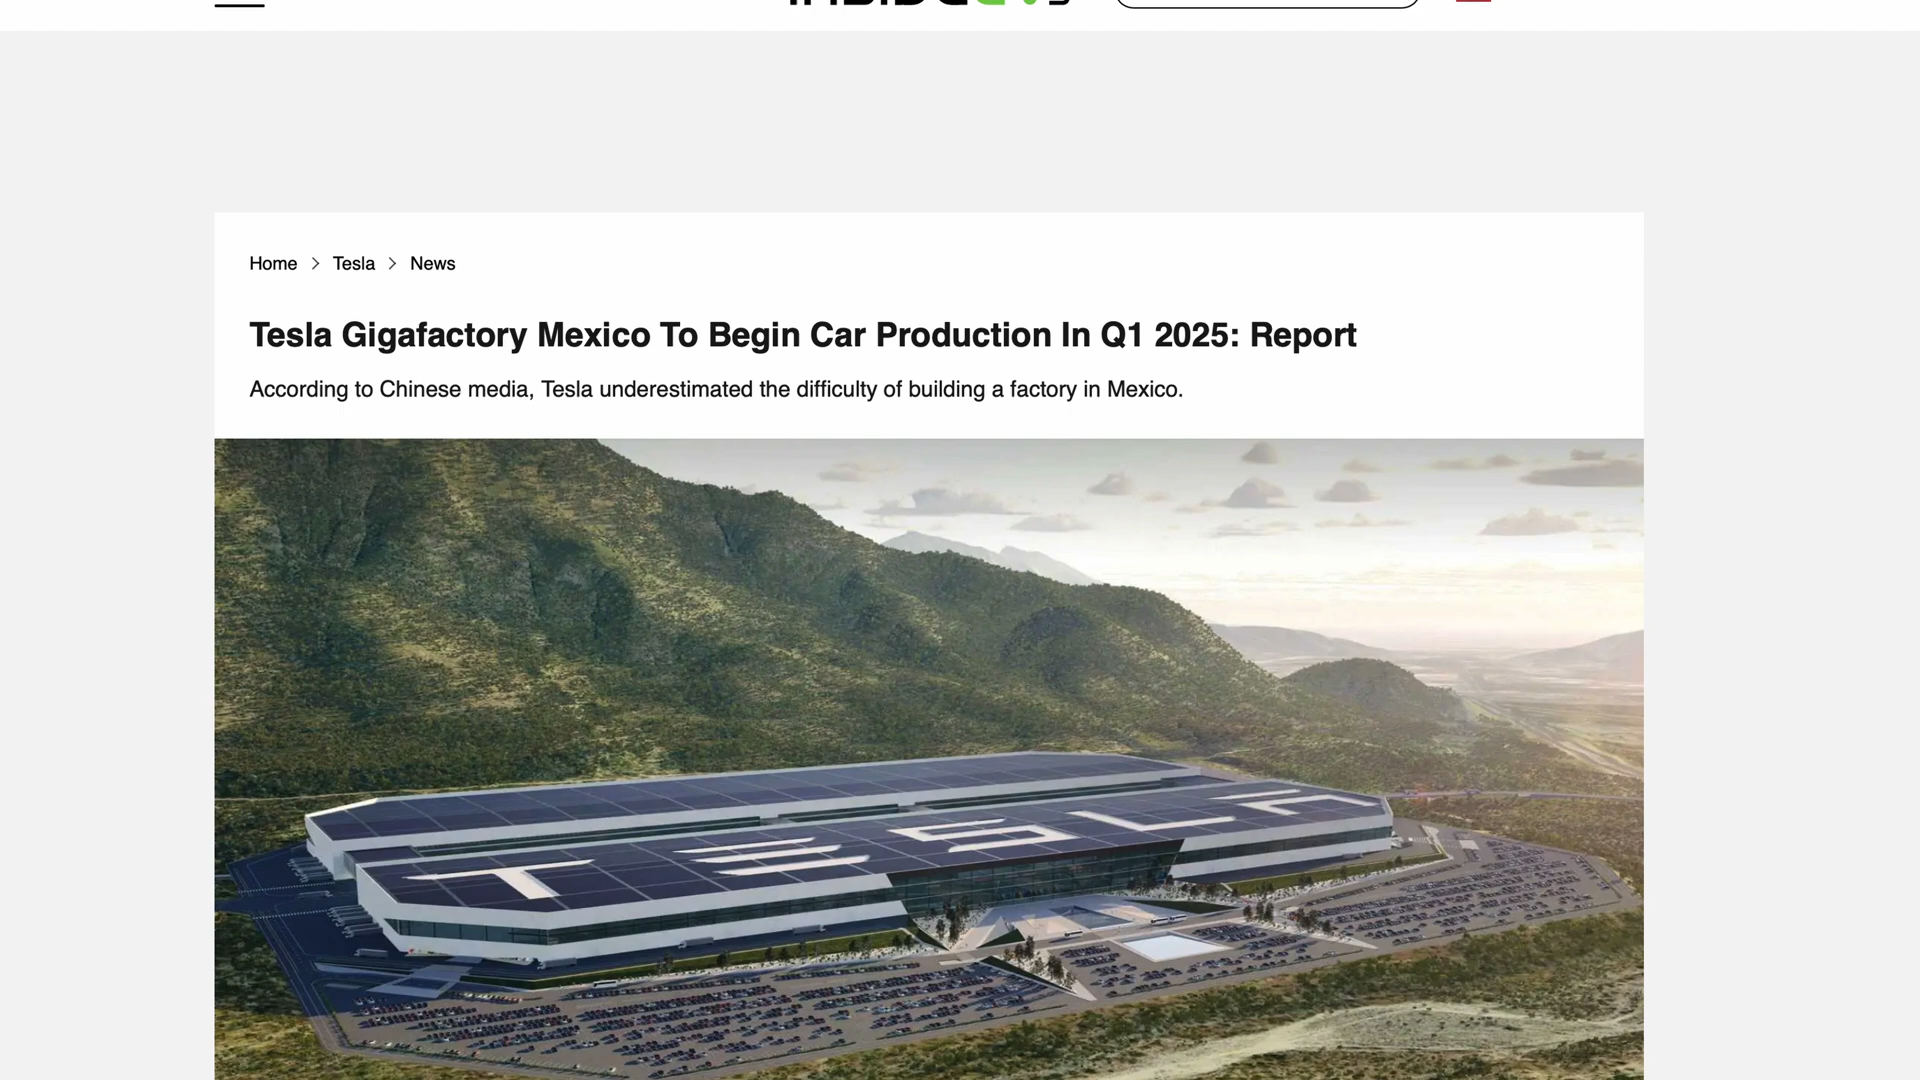 Home > Tesla > News
Tesla Gigafactory Mexico To Begin Car Production In Q1 2025: Report
According to Chinese media, Tesla underestimated the difficulty of building a factory in Mexico.
TESLA